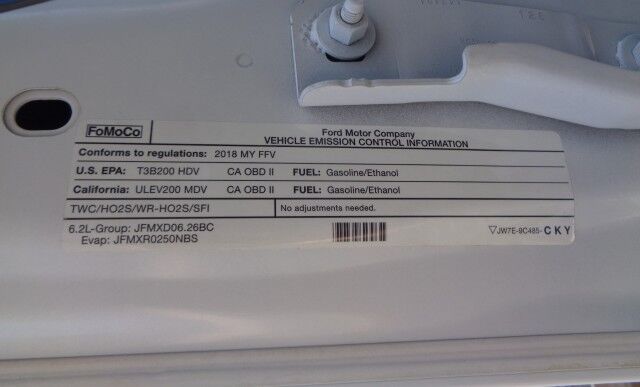 FoMoCo
Ford Motor Company
VEHICLE EMISSION CONTROL INFORMATION
Conforms to regulations: 2018 MY FFV
U.S. EPA: T3B200 HDV CA OBD II FUEL: Gasoline/Ethanol
California: ULEV200 MDV CA OBD II FUEL: Gasoline/Ethanol
TWC/HO2S/WR-HO2S/SFI No adjustments needed.
6.2L-Group: JFMXD06.26BC
Evap: JFMXR0250NBS
▽JW7E-9C485-CKY